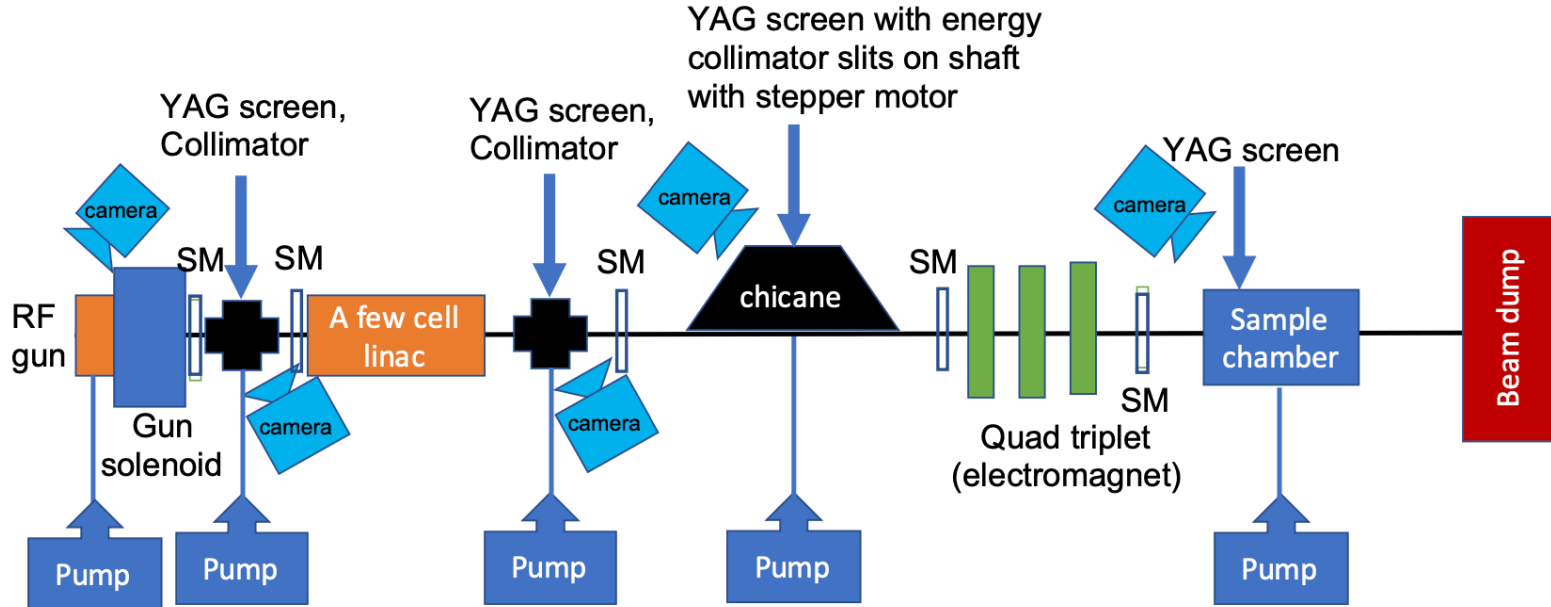 YAG screen with energy
collimator slits on shaft
with stepper motor
YAG screen,
Collimator
YAG screen,
Collimator
YAG screen
camera
camera
camera
SM
SM
SM
SM
RF
gun
A few cell
linac
chicane
Sample
chamber
Beam dump
Gun
solenoid
camera
camera
SM
Quad triplet
(electromagnet)
Pump
Pump
Pump
Pump
Pump